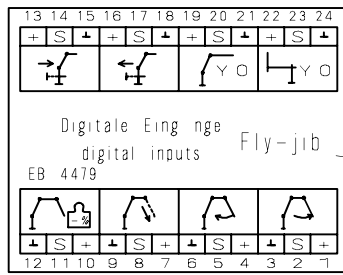 13 14 15 16 17 18 19 20 21 22 23 24
+ S ⊥ + S ⊥ + S ⊥ + S ⊥
Y O Y O
Digitale Eing nge
digital inputs
Fly-jib
EB 4479
- %
⊥ S + ⊥ S + ⊥ S + ⊥ S +
12 11 10 9 8 7 6 5 4 3 2 1